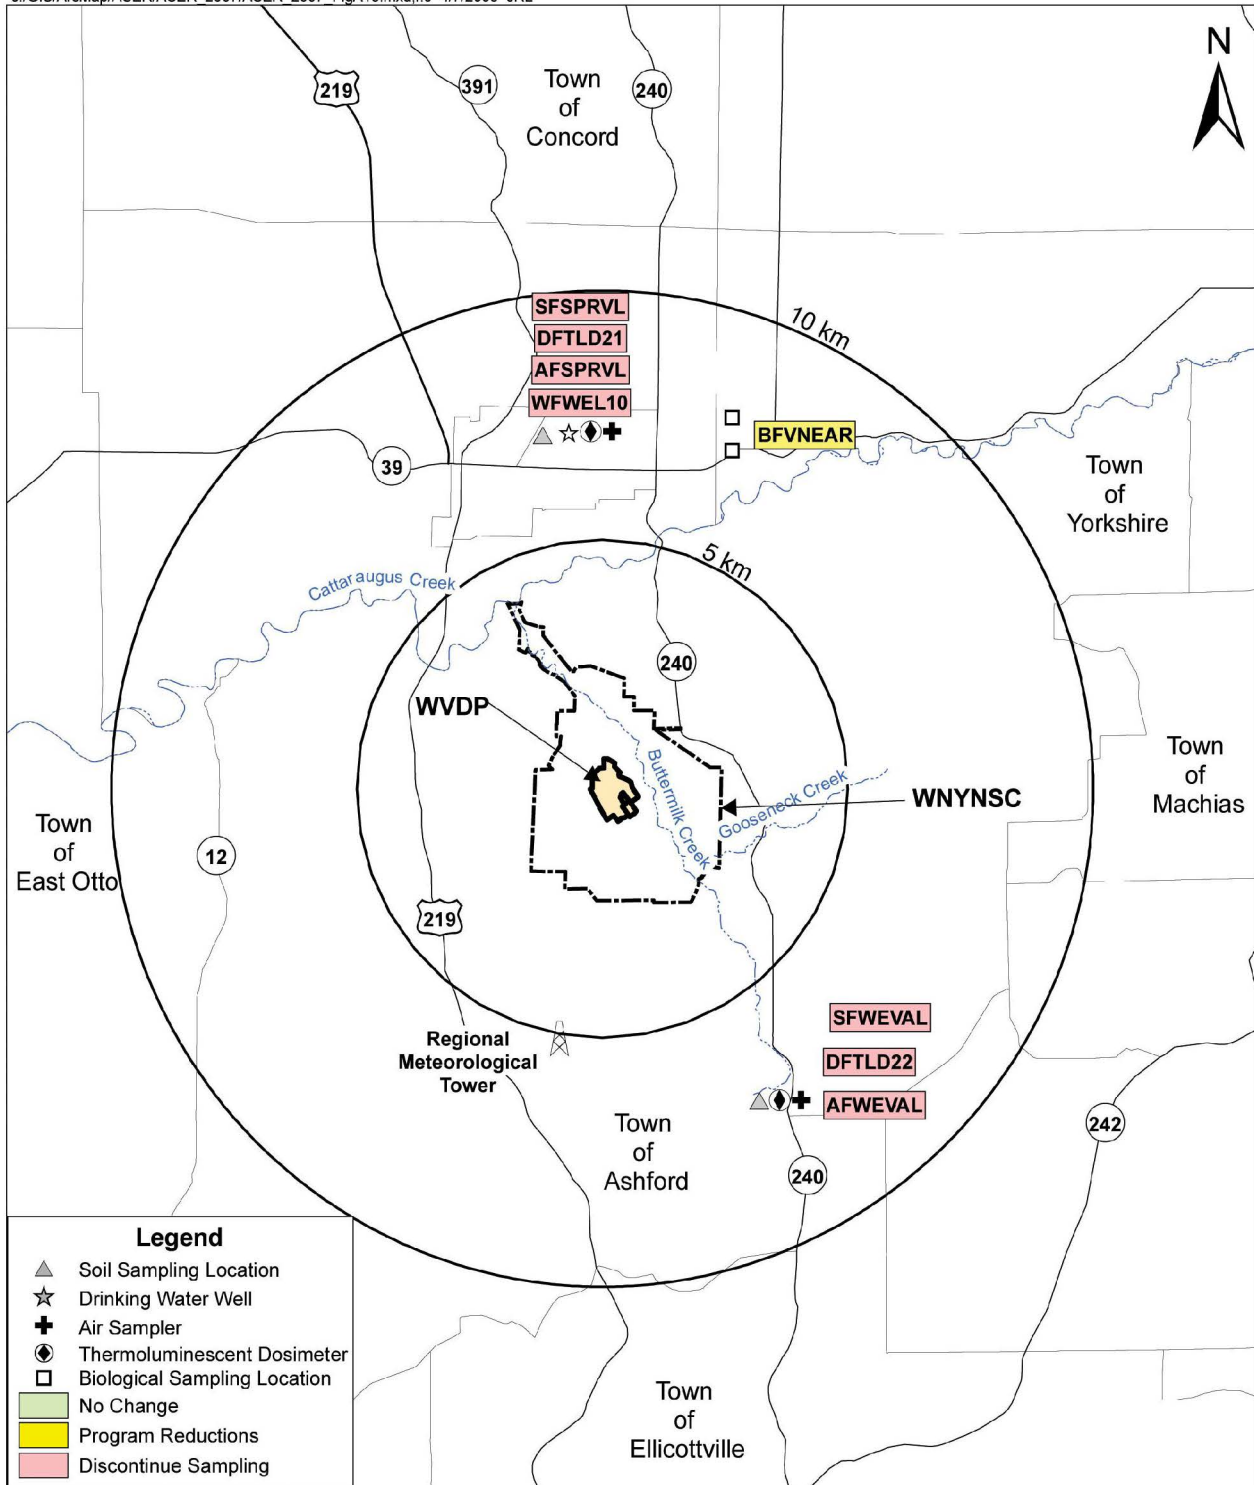 N
219
391
240
Town
of
Concord
SFSPRVL
DFTLD21
AFSPRVL
WFWEL10
10 km
BFVNEAR
39
Town
of
Yorkshire
5 km
Cattaraugus Creek
240
WVDP
Buttermilk Creek
Gooseneck Creek
WNYNSC
Town
of
Machias
Town
of
East Otto
12
219
SFWEVAL
DFTLD22
AFWEVAL
Regional
Meteorological
Tower
Town
of
Ashford
242
240
Legend
Soil Sampling Location
Drinking Water Well
Air Sampler
Thermoluminescent Dosimeter
Biological Sampling Location
No Change
Program Reductions
Discontinue Sampling
Town
of
Ellicottville